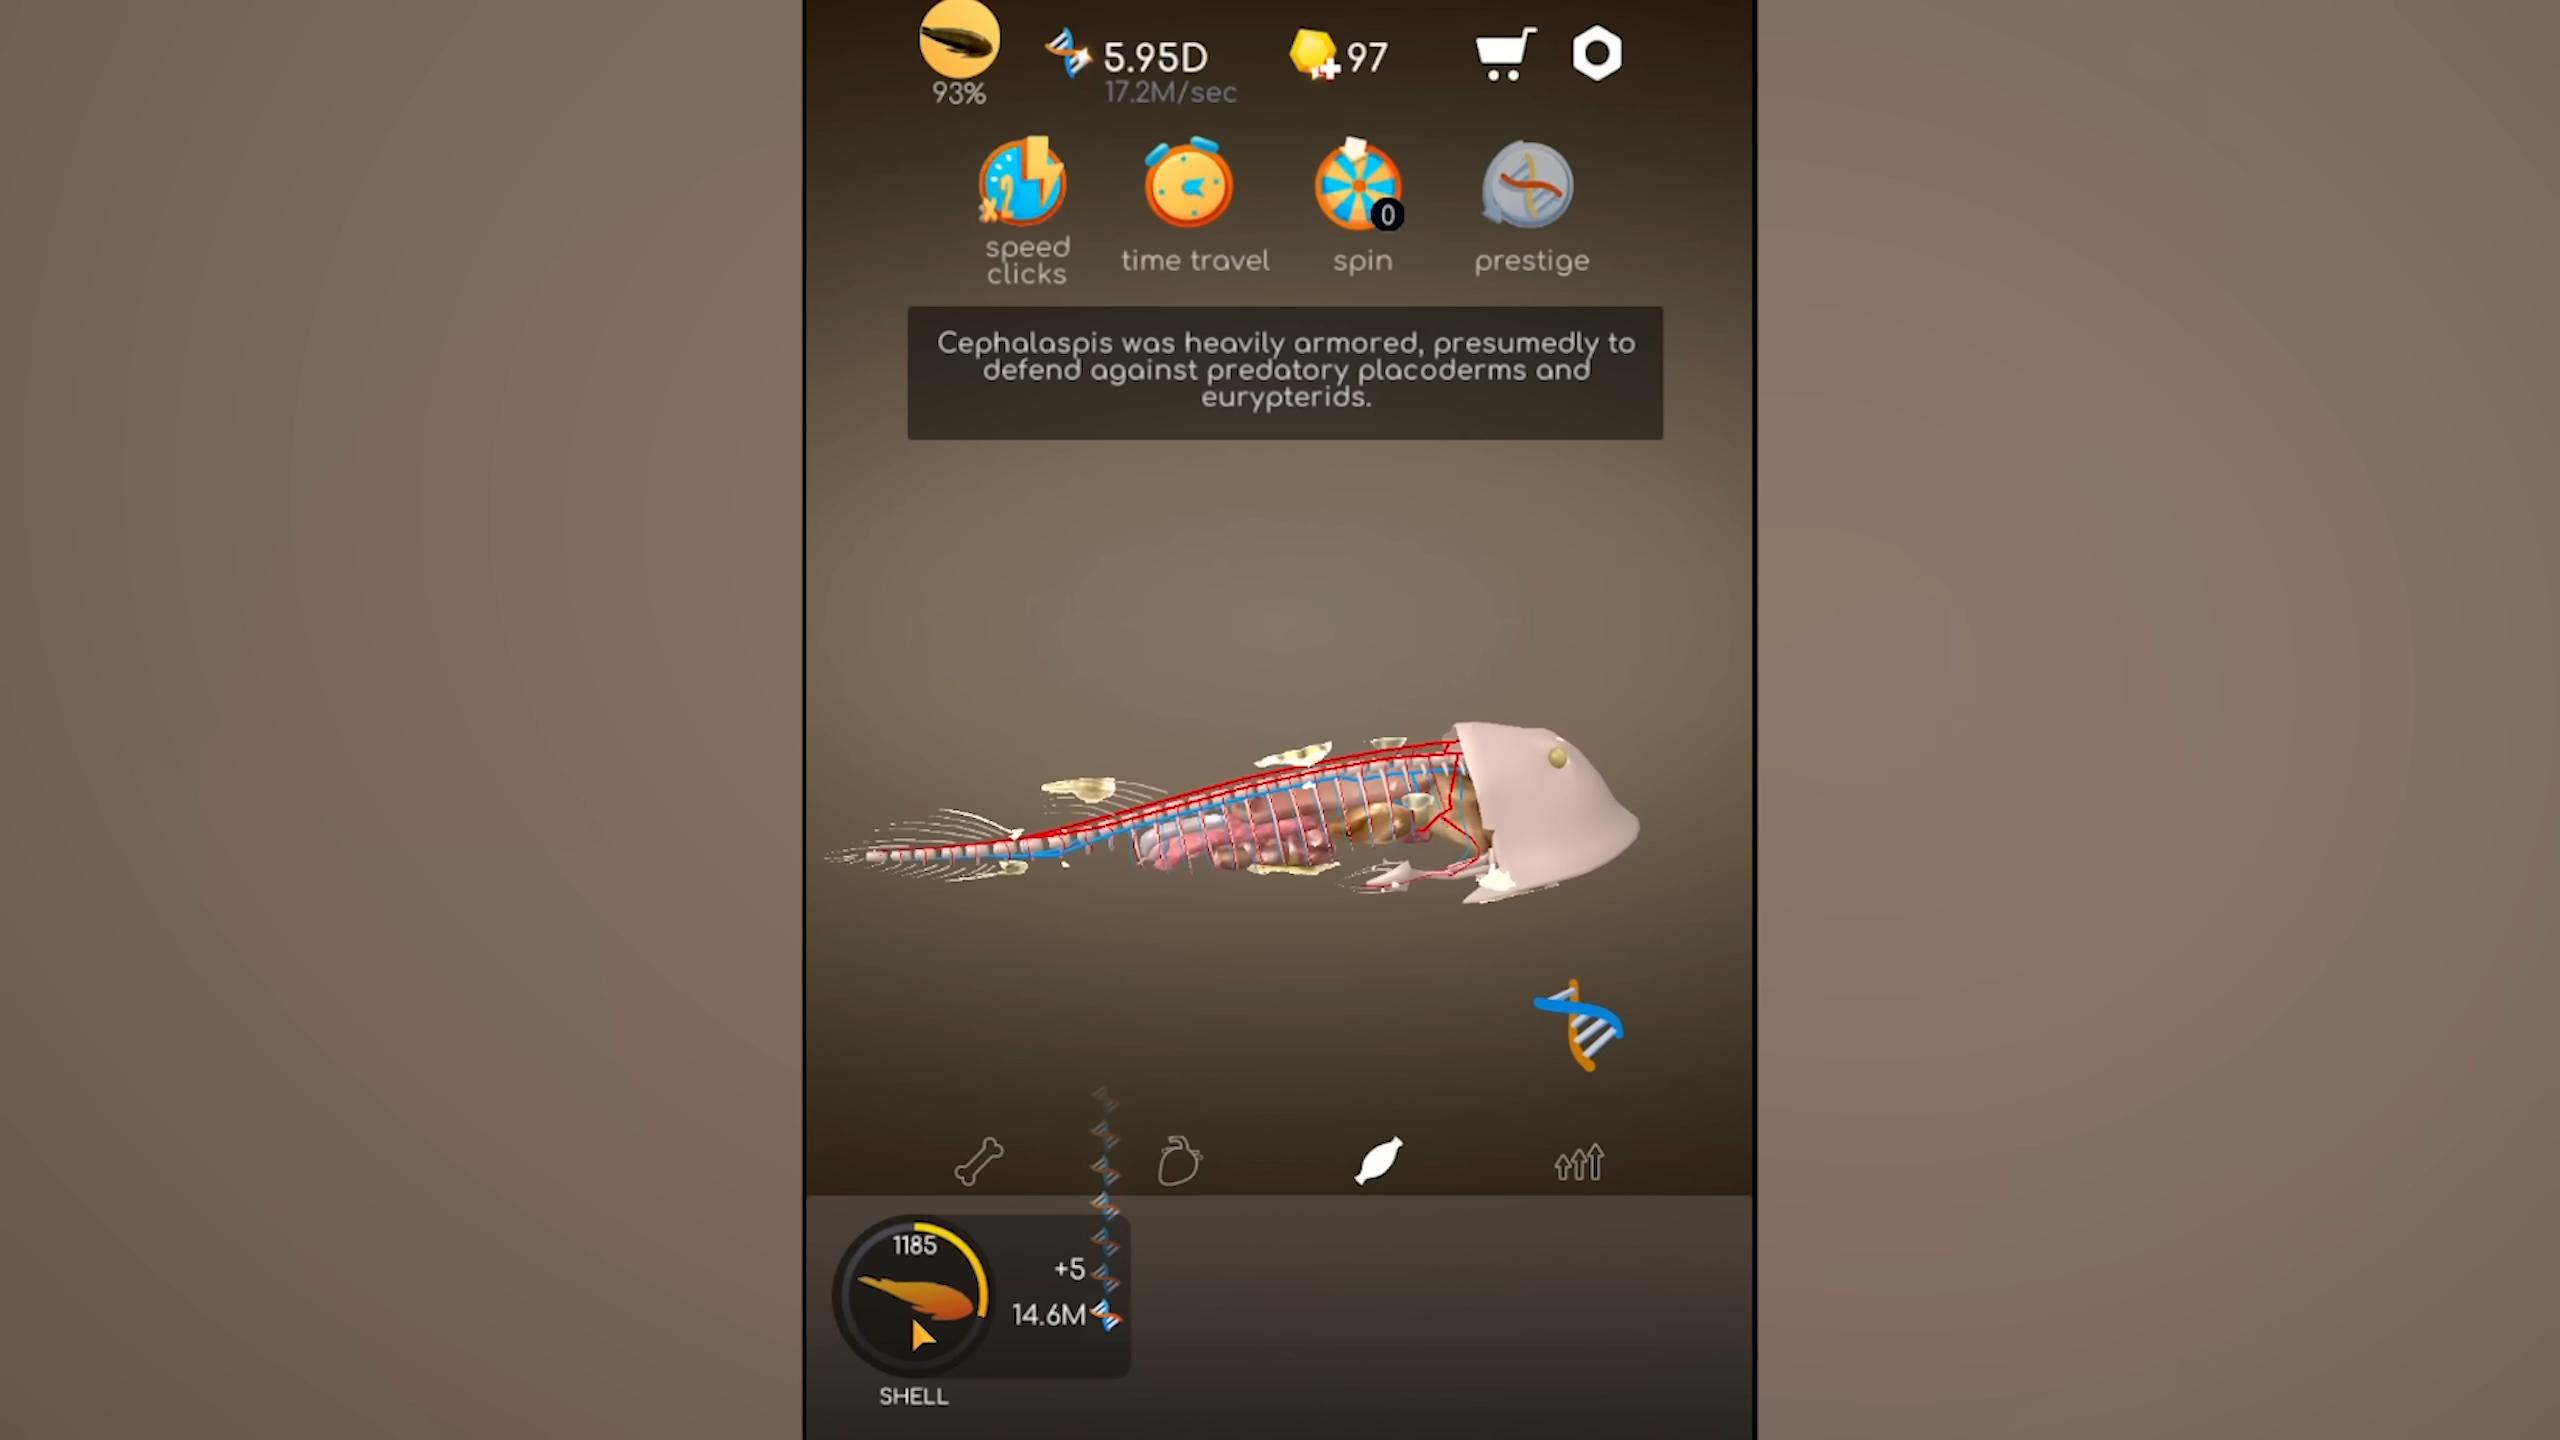 93%
5.95D
17.2M/sec
97
x2
0
speed
clicks
time travel
spin
prestige
Cephalaspis was heavily armored, presumedly to
defend against predatory placoderms and
eurypterids.
1185
+5
14.6M
SHELL